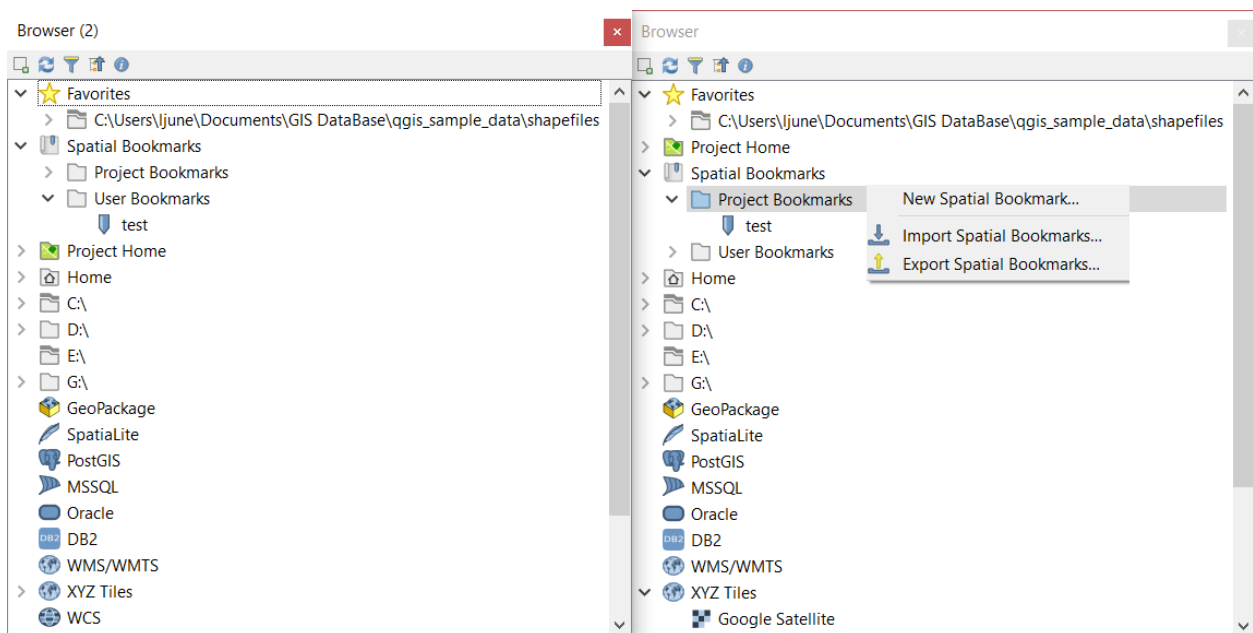 Browser (2)
Favorites
C:\Users\ljune\Documents\GIS DataBase\qgis_sample_data\shapefiles
Spatial Bookmarks
Project Bookmarks
User Bookmarks
test
Project Home
Home
C:\
D:\
E:\
G:\
GeoPackage
SpatiaLite
PostGIS
MSSQL
Oracle
DB2 DB2
WMS/WMTS
XYZ Tiles
WCS
Browser
Favorites
C:\Users\ljune\Documents\GIS DataBase\qgis_sample_data\shapefiles
Project Home
Spatial Bookmarks
Project Bookmarks
test
User Bookmarks
Home
C:\
D:\
E:\
G:\
GeoPackage
SpatiaLite
PostGIS
MSSQL
Oracle
DB2 DB2
WMS/WMTS
XYZ Tiles
Google Satellite
New Spatial Bookmark...
Import Spatial Bookmarks...
Export Spatial Bookmarks...